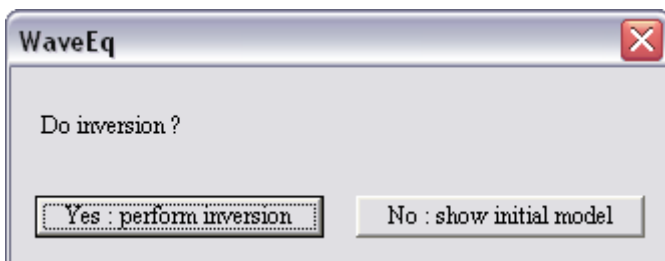 WaveEq
Do inversion ?
Yes : perform inversion
No : show initial model